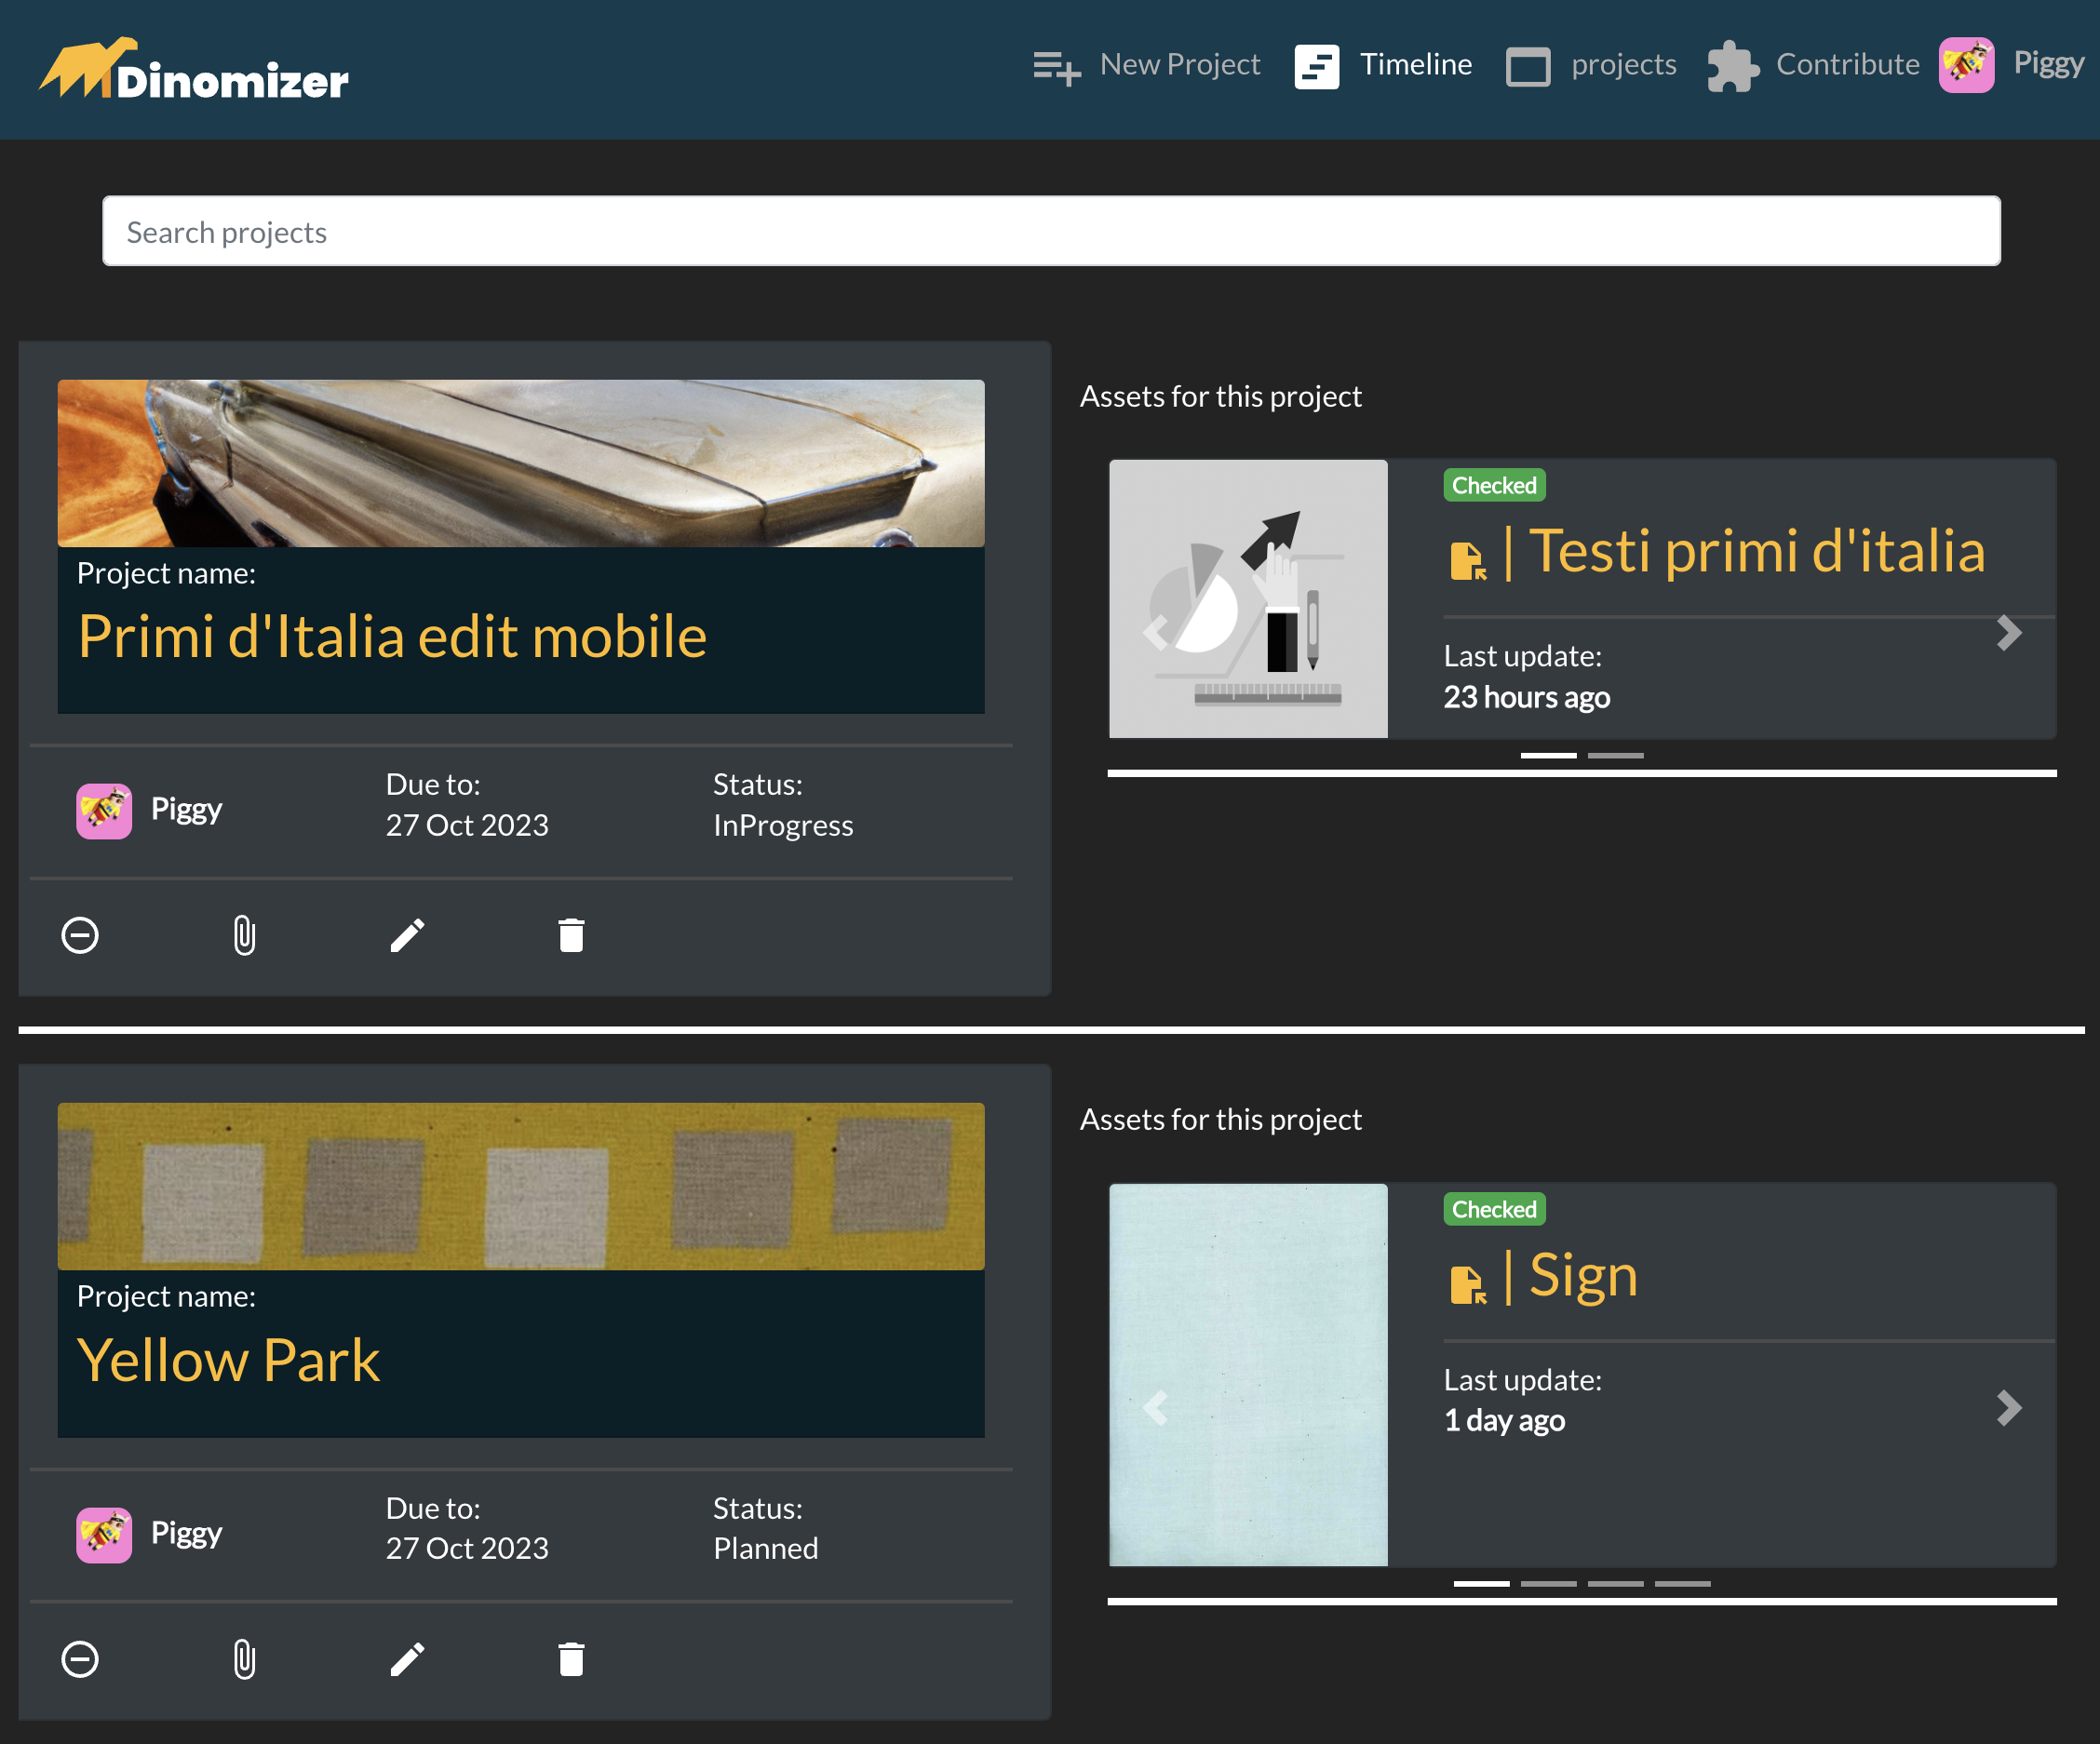 Dinomizer
New Project
Timeline
projects
Contribute
Piggy
Search projects
Project name:
Primi d'Italia edit mobile
Piggy
Due to:
27 Oct 2023
Status:
InProgress
Assets for this project
Checked
| Testi primi d'italia
Last update:
23 hours ago
Project name:
Yellow Park
Piggy
Due to:
27 Oct 2023
Status:
Planned
Assets for this project
Checked
| Sign
Last update:
1 day ago